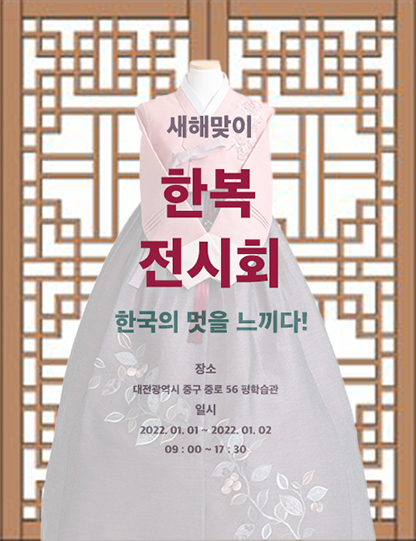 새해맞이
한복
전시회
한국의 멋을 느끼다!
장소
대전광역시 중구 중로 56 평학습관
일시
2022. 01. 01 ~ 2022. 01. 02
09 : 00 ~ 17 : 30